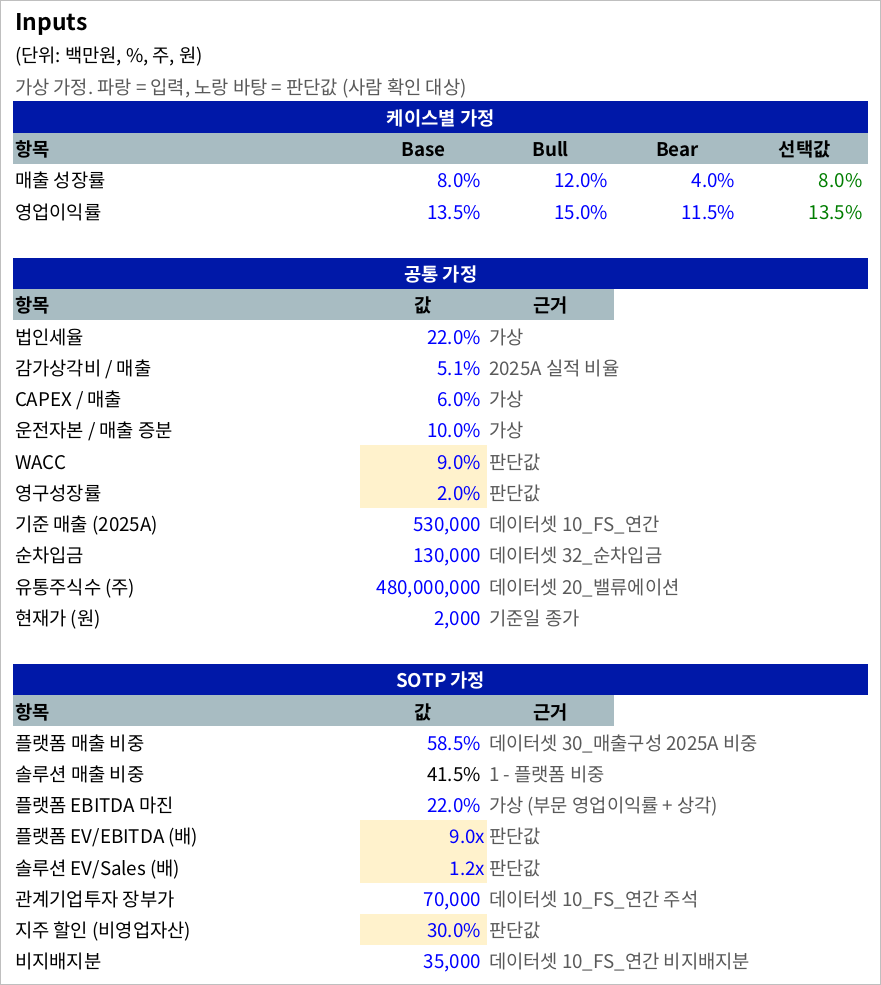 Inputs
(단위: 백만원, %, 주, 원)
가상 가정. 파랑 = 입력, 노랑 바탕 = 판단값 (사람 확인 대상)
케이스별 가정
항목 Base Bull Bear 선택값
매출 성장률 8.0% 12.0% 4.0% 8.0%
영업이익률 13.5% 15.0% 11.5% 13.5%
공통 가정
항목 값 근거
법인세율 22.0% 가상
감가상각비 / 매출 5.1% 2025A 실적 비율
CAPEX / 매출 6.0% 가상
운전자본 / 매출 증분 10.0% 가상
WACC 9.0% 판단값
영구성장률 2.0% 판단값
기준 매출 (2025A) 530,000 데이터셋 10_FS_연간
순차입금 130,000 데이터셋 32_순차입금
유통주식수 (주) 480,000,000 데이터셋 20_밸류에이션
현재가 (원) 2,000 기준일 종가
SOTP 가정
항목 값 근거
플랫폼 매출 비중 58.5% 데이터셋 30_매출구성 2025A 비중
솔루션 매출 비중 41.5% 1 - 플랫폼 비중
플랫폼 EBITDA 마진 22.0% 가상 (부문 영업이익률 + 상각)
플랫폼 EV/EBITDA (배) 9.0x 판단값
솔루션 EV/Sales (배) 1.2x 판단값
관계기업투자 장부가 70,000 데이터셋 10_FS_연간 주석
지주 할인 (비영업자산) 30.0% 판단값
비지배지분 35,000 데이터셋 10_FS_연간 비지배지분